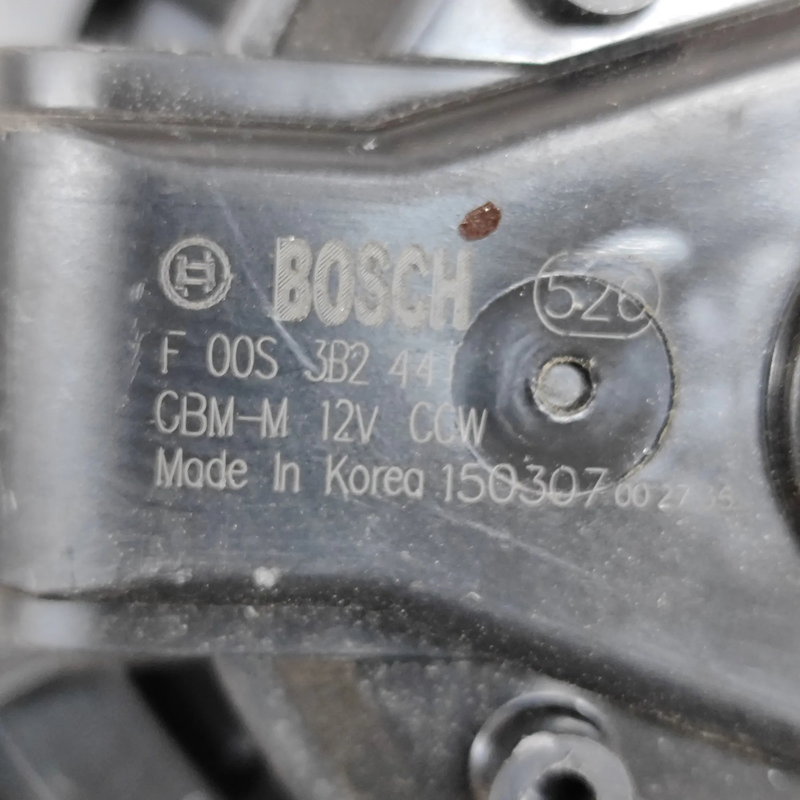 BOSCH
F 00S 3B2 44
CBM-M 12V CCW
Made In Korea 150307